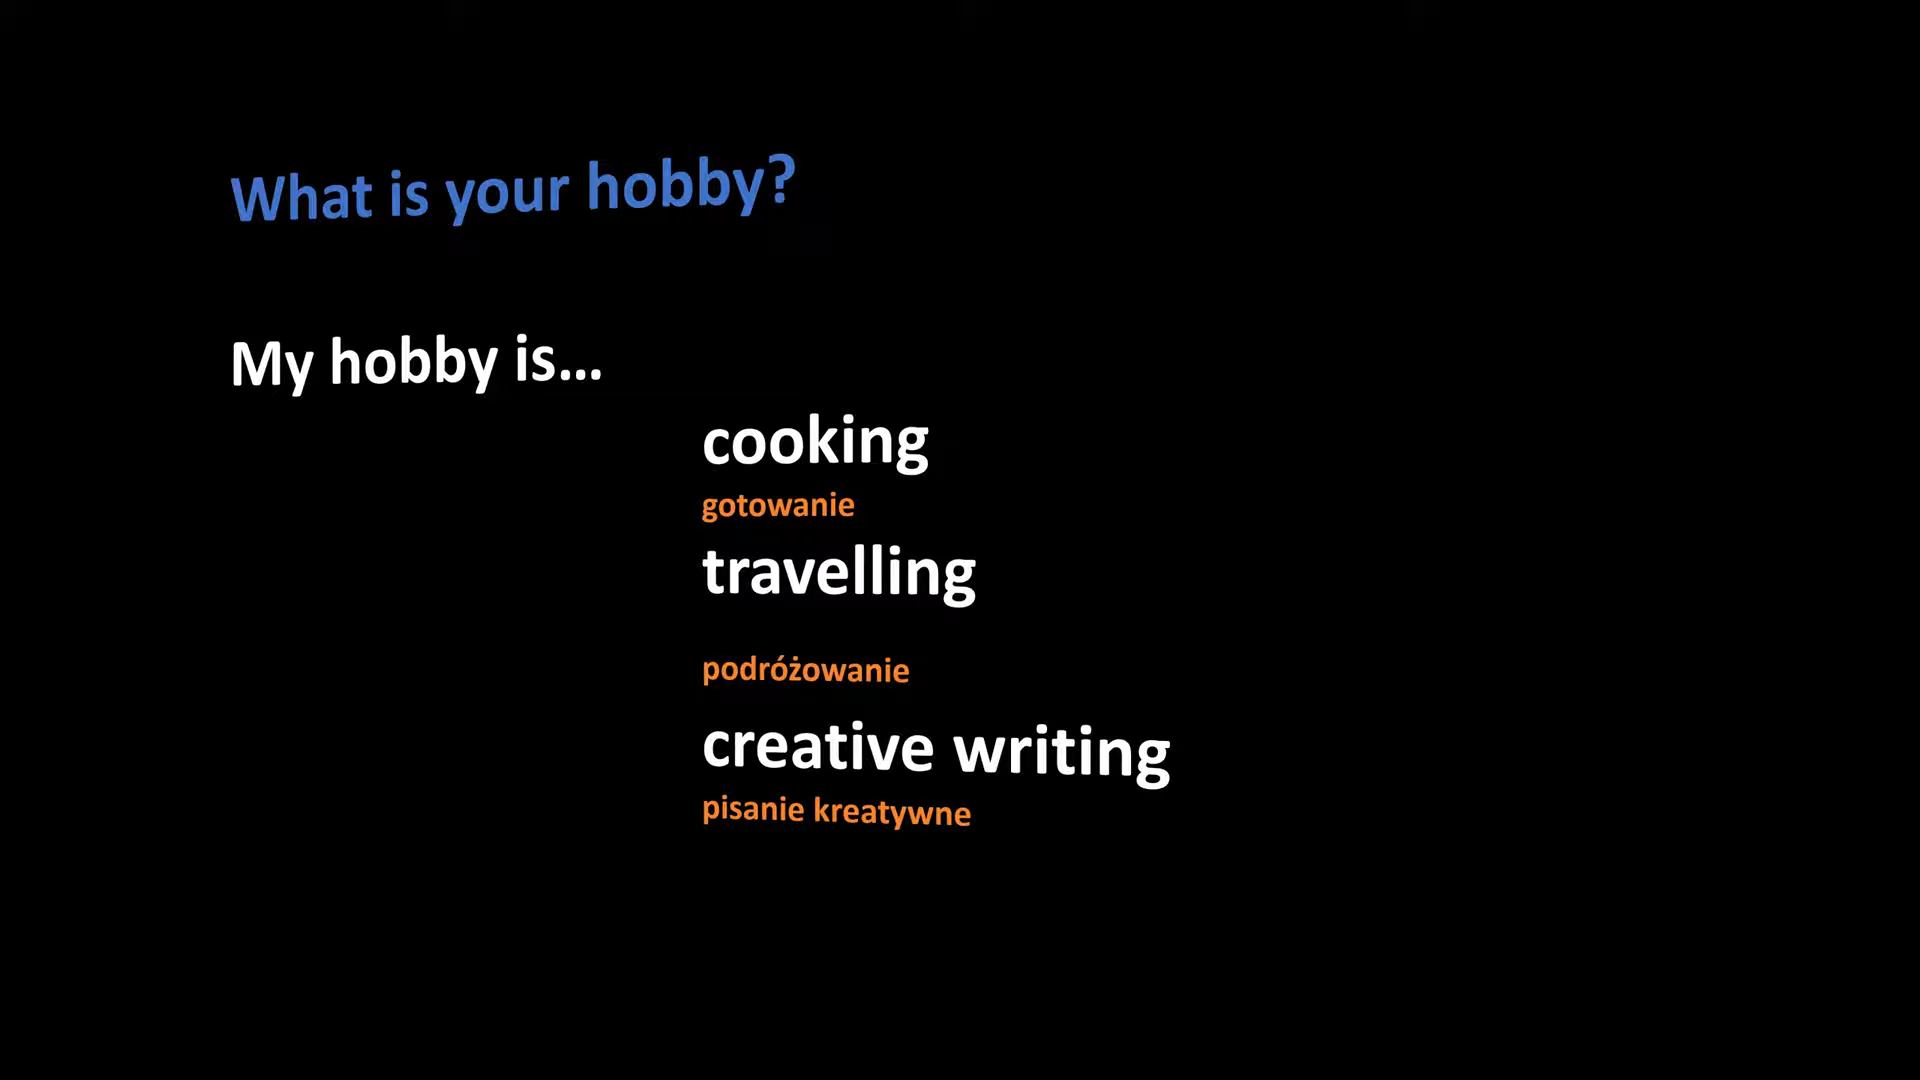 What is your hobby?
My hobby is...
cooking
gotowanie
travelling
podróżowanie
creative writing
pisanie kreatywne